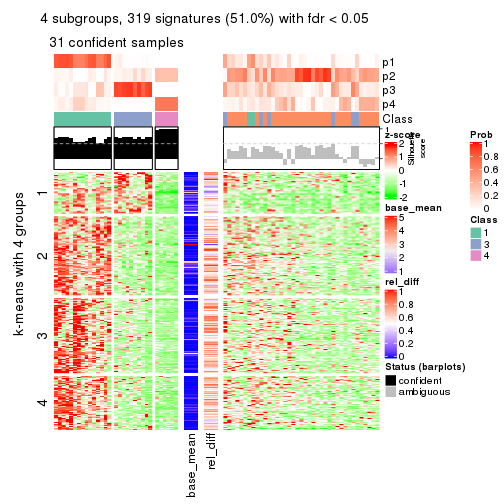 4 subgroups, 319 signatures (51.0%) with fdr < 0.05
31 confident samples
p1
p2
p3
p4
Class
1
Silhouette
score
k-means with 4 groups
1
2
3
4
base_mean
rel_diff
z-score
2
1
0
-1
-2
base_mean
5
4
3
2
1
rel_diff
1
0.8
0.6
0.4
0.2
0
Status (barplots)
confident
ambiguous
Prob
1
0.8
0.6
0.4
0.2
0
Class
1
3
4